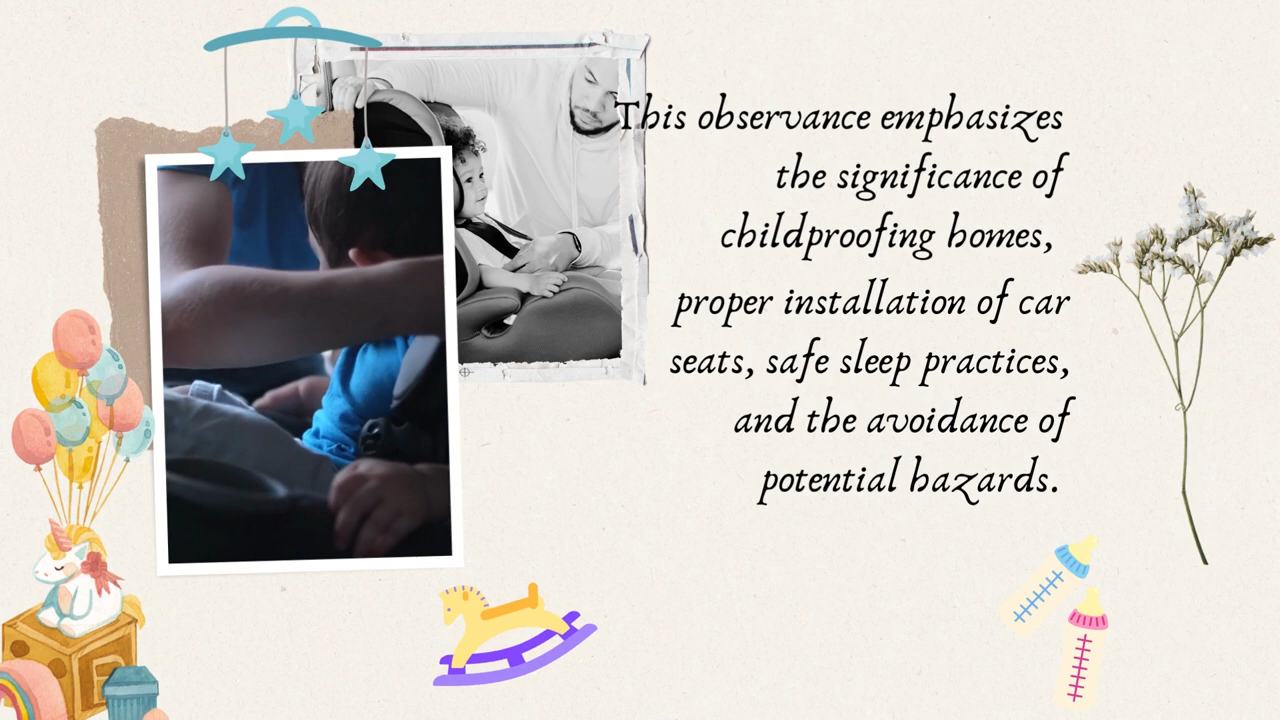 This observance emphasizes
the significance of
childproofing homes,
proper installation of car
seats, safe sleep practices,
and the avoidance of
potential hazards.